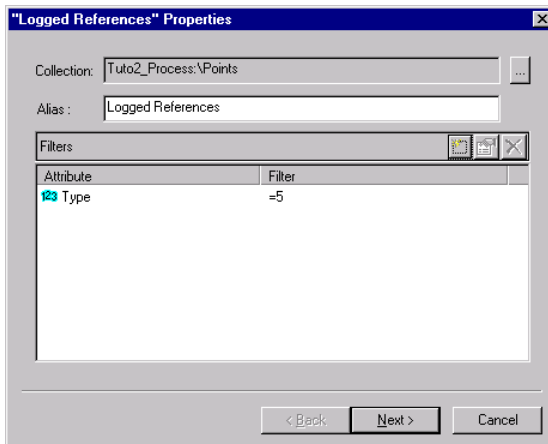 "Logged References" Properties
Collection: Tuto2_Process:\Points ...
Alias : Logged References
Filters
Attribute Filter
123 Type =5
< Back Next > Cancel